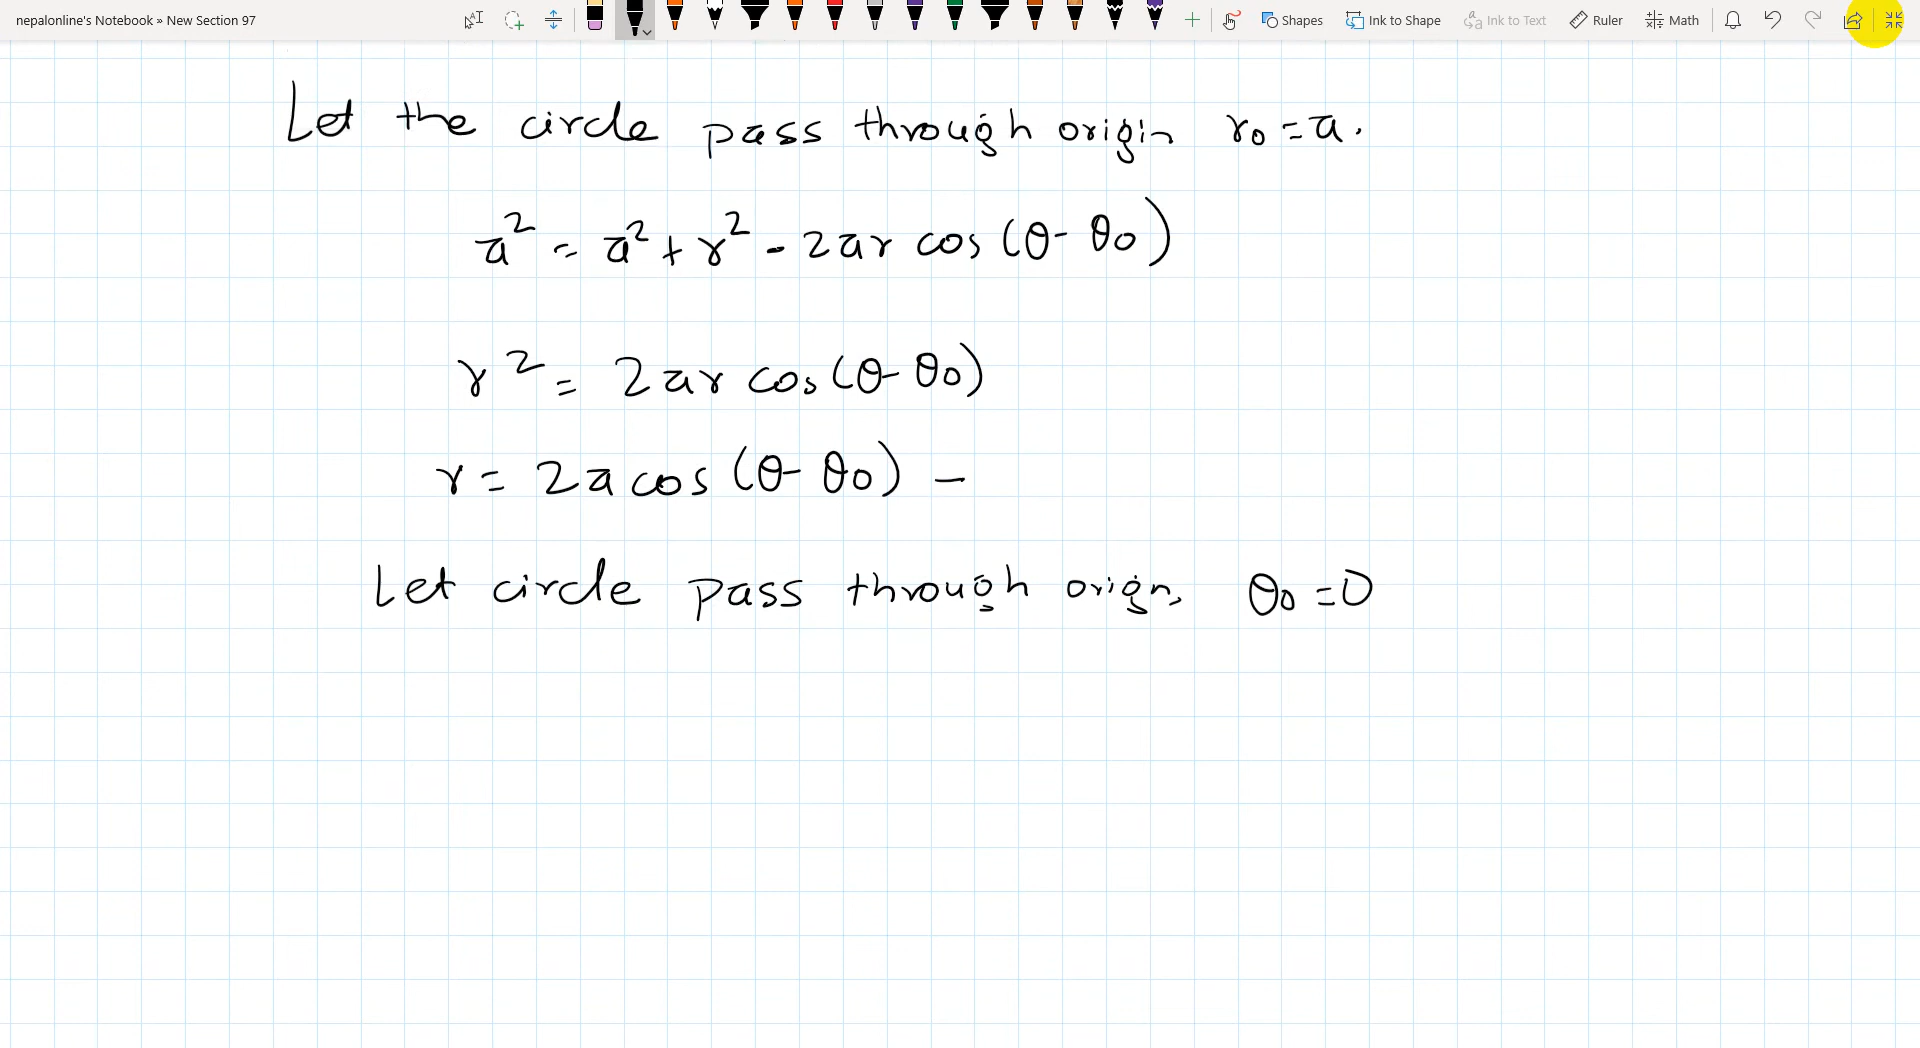 nepalonline's Notebook » New Section 97 Shapes Ink to Shape Ink to Text Ruler Math
Let the circle pass through origin r₀ = a.
a² = a² + r² - 2ar cos (θ - θ₀)
r² = 2ar cos (θ - θ₀)
r = 2a cos (θ - θ₀) –
Let circle pass through orign, θ₀ = 0